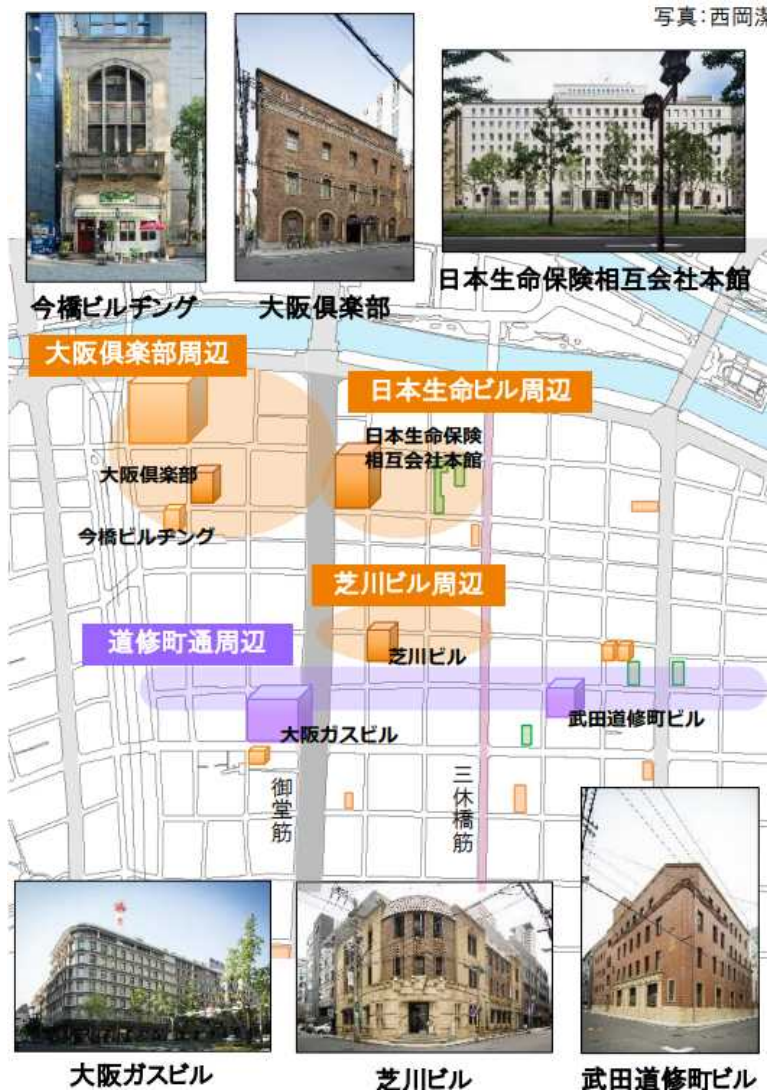 写真：西岡潔
今橋ビルヂング
大阪倶楽部
日本生命保険相互会社本館
大阪倶楽部周辺
日本生命ビル周辺
日本生命保険
相互会社本館
大阪倶楽部
今橋ビルヂング
芝川ビル周辺
道修町通周辺
芝川ビル
武田道修町ビル
大阪ガスビル
御堂筋
三休橋筋
大阪ガスビル
芝川ビル
武田道修町ビル